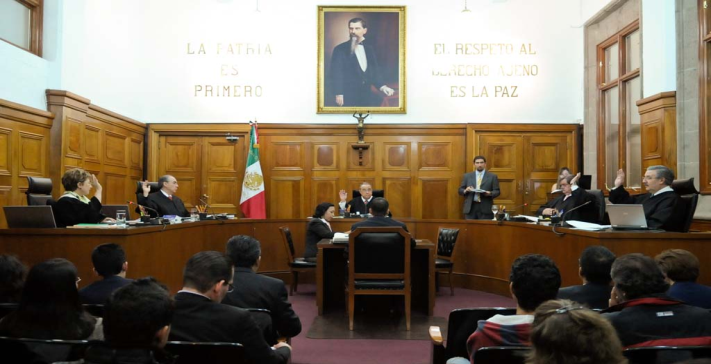 LA PATRIA
ES
PRIMERO
EL RESPETO AL
DERECHO AJENO
ES LA PAZ